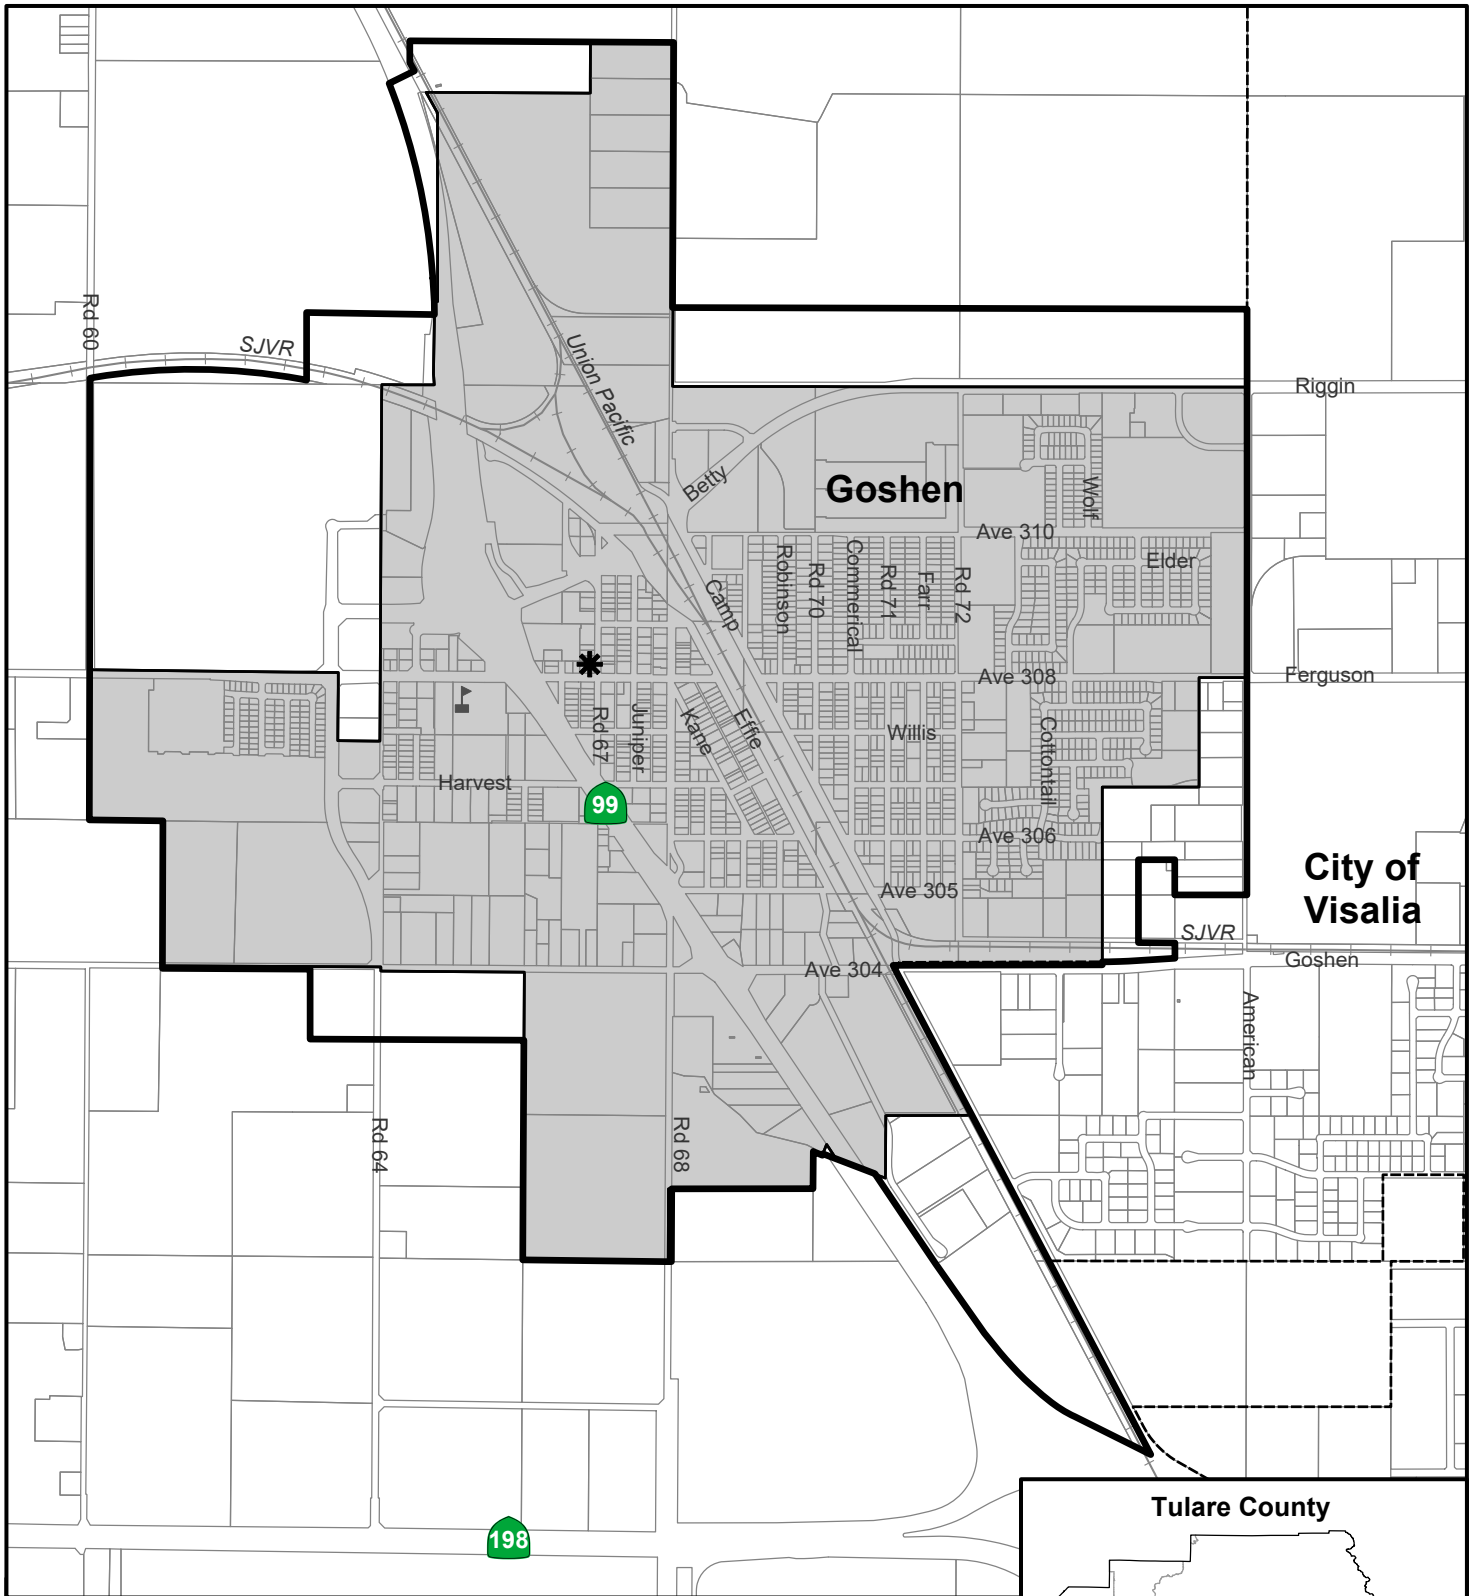 Rd 60
SJVR
Union Pacific
Riggin
Betty
Goshen
Wolf
Ave 310
Elder
Robinson
Rd 70
Commerical
Rd 71
Farr
Rd 72
Camp
Ave 308
Ferguson
Rd 67
Juniper
Kane
Effie
Willis
Cottontail
Harvest
99
Ave 306
City of
Visalia
Ave 305
SJVR
Goshen
Ave 304
American
Rd 64
Rd 68
Tulare County
198